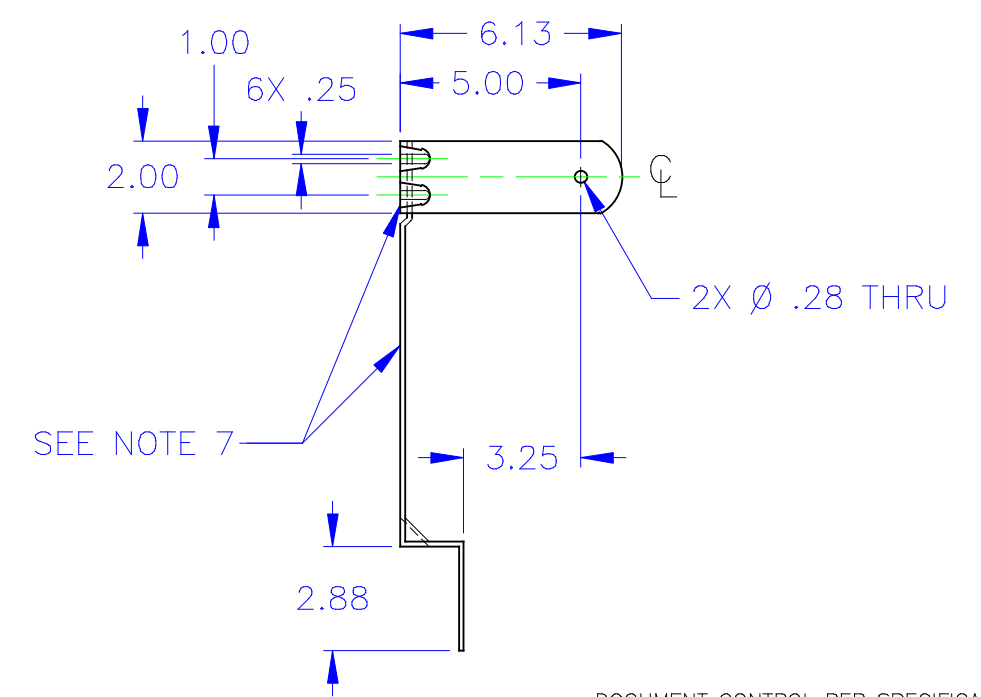 6.13
1.00
5.00
6X .25
2.00
℄
2X Ø .28 THRU
SEE NOTE 7
3.25
2.88